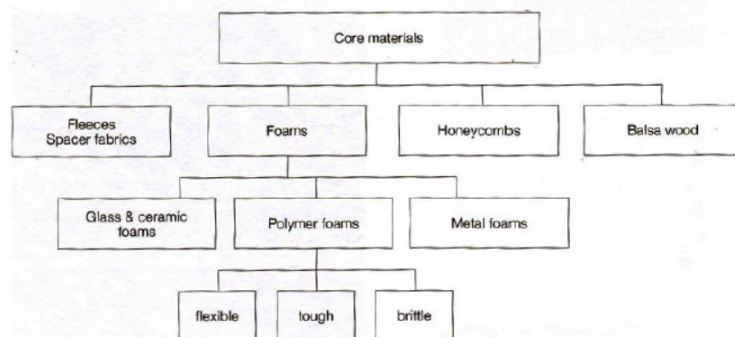 Core materials
Fleeces
Spacer fabrics
Foams
Honeycombs
Balsa wood
Glass & ceramic
foams
Polymer foams
Metal foams
flexible
tough
brittle